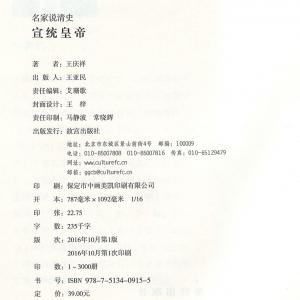 名家说清史
宣统皇帝
著 者：王庆祥
出 版 人：王亚民
责任编辑：艾珊歌
封面设计：王 梓
责任印制：马静波 常晓辉
出版发行：故宫出版社
地址：北京市东城区景山前街4号 邮编：100009
电话：010-85007808 010-85007816 传真：010-65129479
网址：www.culturefc.cn
邮箱：ggcb@culturefc.cn
印 刷：保定市中画美凯印刷有限公司
开 本：787毫米×1092毫米 1/16
印 张：22.75
字 数：235千字
版 次：2016年10月第1版
2016年10月第1次印刷
印 数：1～3000册
书 号：ISBN 978-7-5134-0915-5
定 价：39.00元